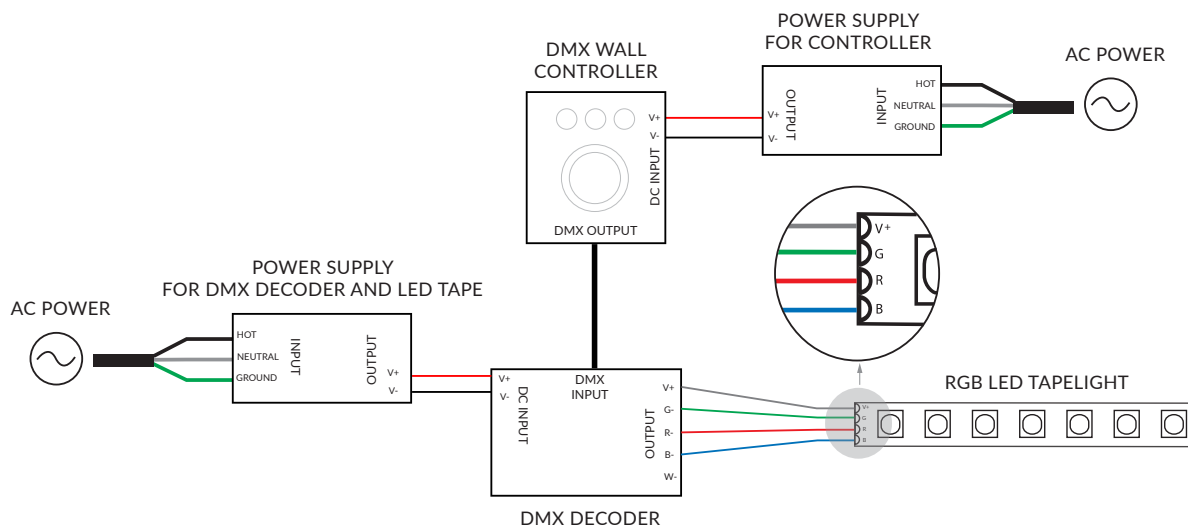 POWER SUPPLY
FOR CONTROLLER
DMX WALL
CONTROLLER
AC POWER
HOT
NEUTRAL
GROUND
INPUT
OUTPUT
V+
V-
V+
V-
DC INPUT
DMX OUTPUT
V+
G
R
B
POWER SUPPLY
FOR DMX DECODER AND LED TAPE
AC POWER
HOT
NEUTRAL
GROUND
INPUT
OUTPUT
V+
V-
V+
V-
DC INPUT
DMX
INPUT
OUTPUT
V+
G-
R-
B-
W-
RGB LED TAPELIGHT
V+
G
R
B
DMX DECODER